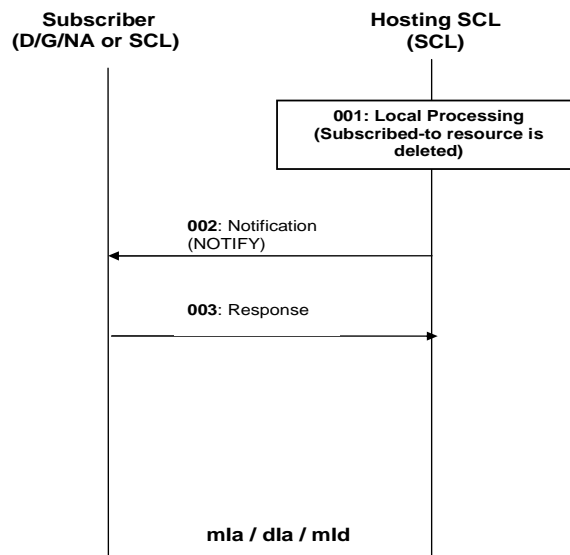 Subscriber
(D/G/NA or SCL)
Hosting SCL
(SCL)
001: Local Processing
(Subscribed-to resource is
deleted)
002: Notification
(NOTIFY)
003: Response
mIa / dIa / mId